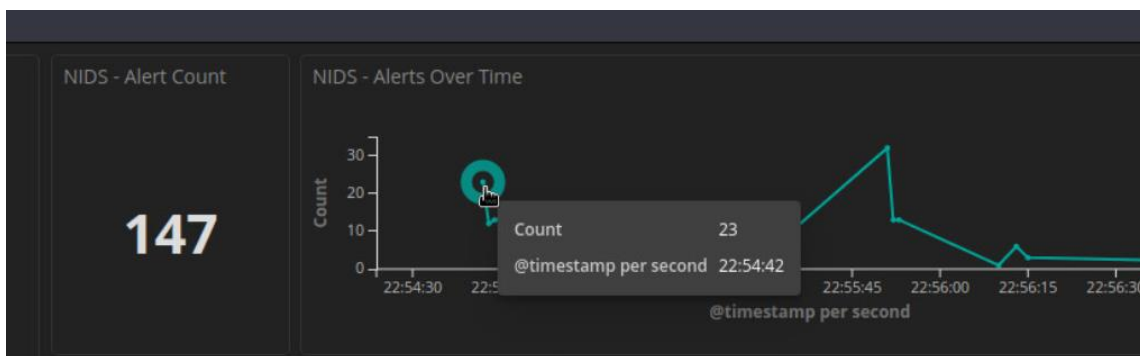 NIDS - Alert Count
147
NIDS - Alerts Over Time
Count
30
20
10
0
Count 23
@timestamp per second 22:54:42
22:54:30 22:5 22:55:45 22:56:00 22:56:15 22:56:30
@timestamp per second